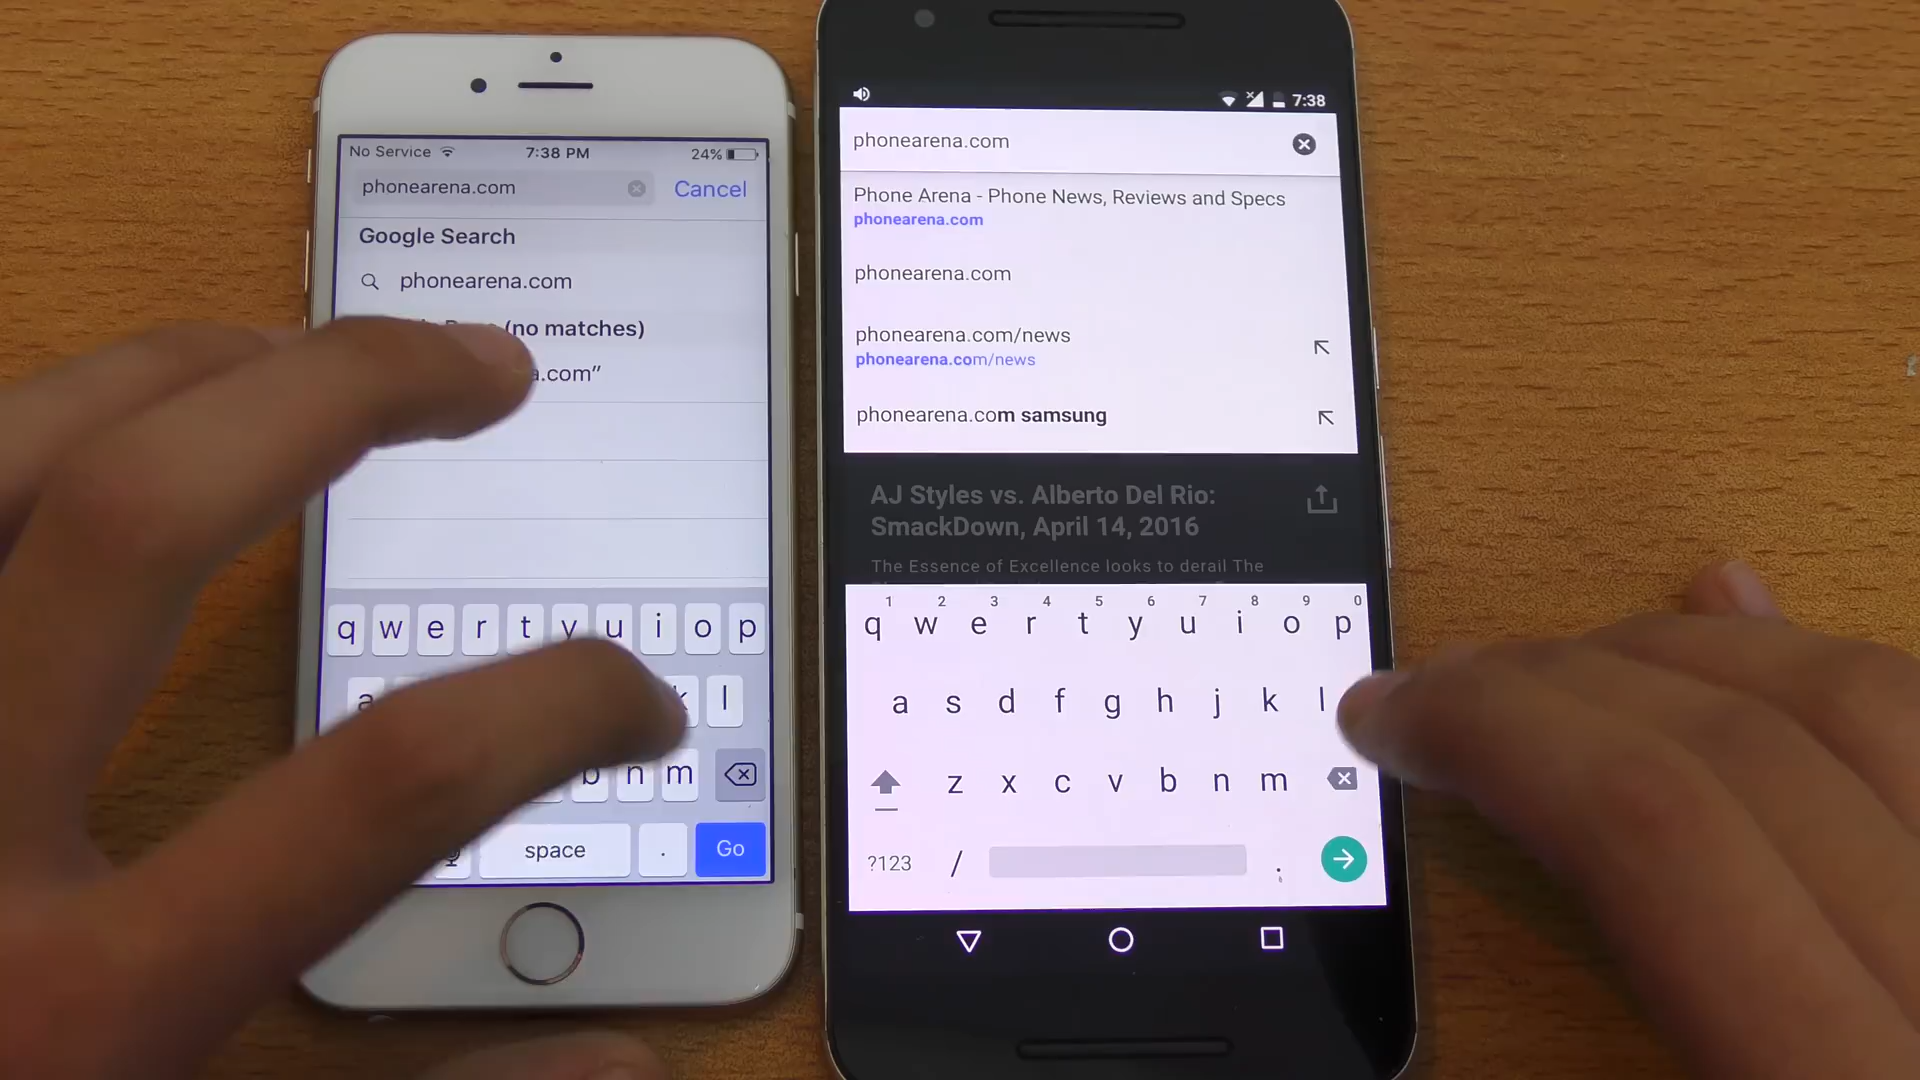 No Service
7:38 PM
24%
phonearena.com
Cancel
Google Search
phonearena.com
(no matches)
a.com”
q w e r t y u i o p
a k l
b n m
space
.
Go
7:38
phonearena.com
Phone Arena - Phone News, Reviews and Specs
phonearena.com
phonearena.com
phonearena.com/news
phonearena.com/news
phonearena.com samsung
AJ Styles vs. Alberto Del Rio:
SmackDown, April 14, 2016
The Essence of Excellence looks to derail The
1 2 3 4 5 6 7 8 9 0
q w e r t y u i o p
a s d f g h j k l
z x c v b n m
?123 / .